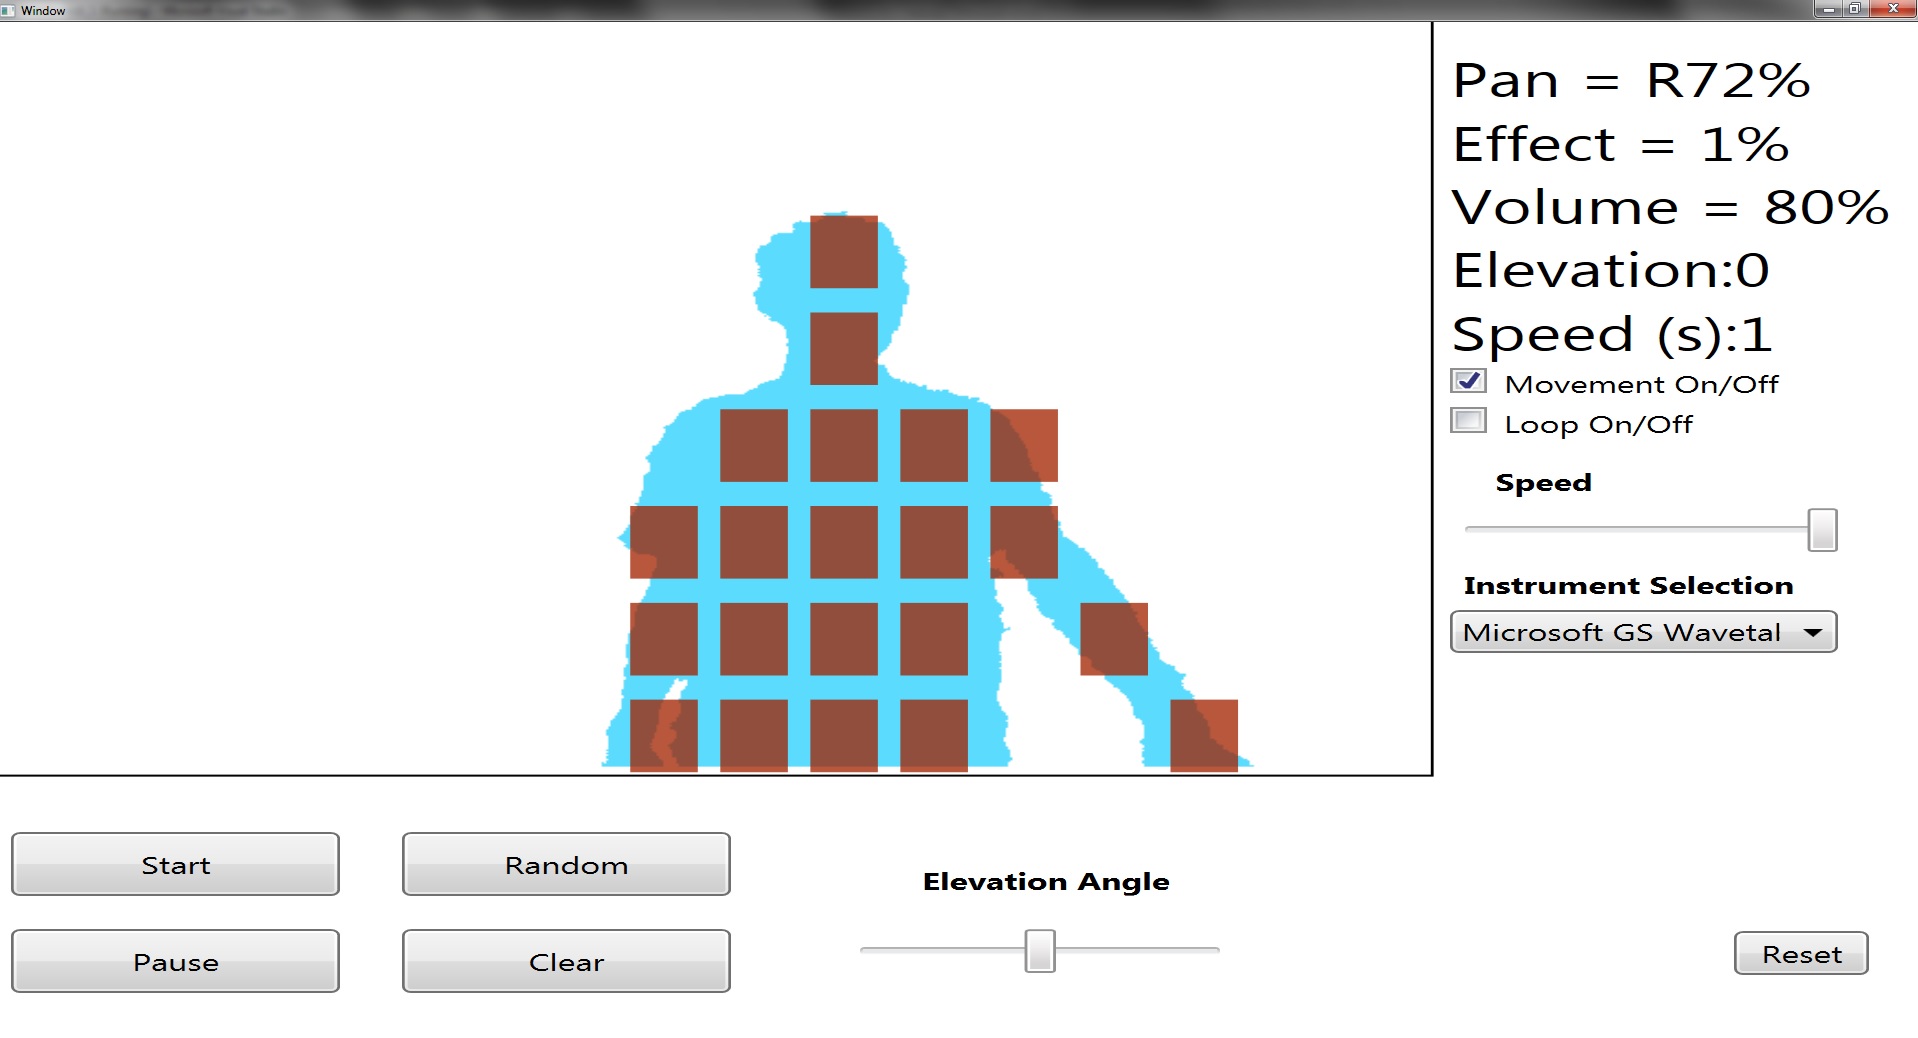 Window
Pan = R72%
Effect = 1%
Volume = 80%
Elevation:0
Speed (s):1
Movement On/Off
Loop On/Off
Speed
Instrument Selection
Microsoft GS Wavetal
Start
Random
Elevation Angle
Pause
Clear
Reset